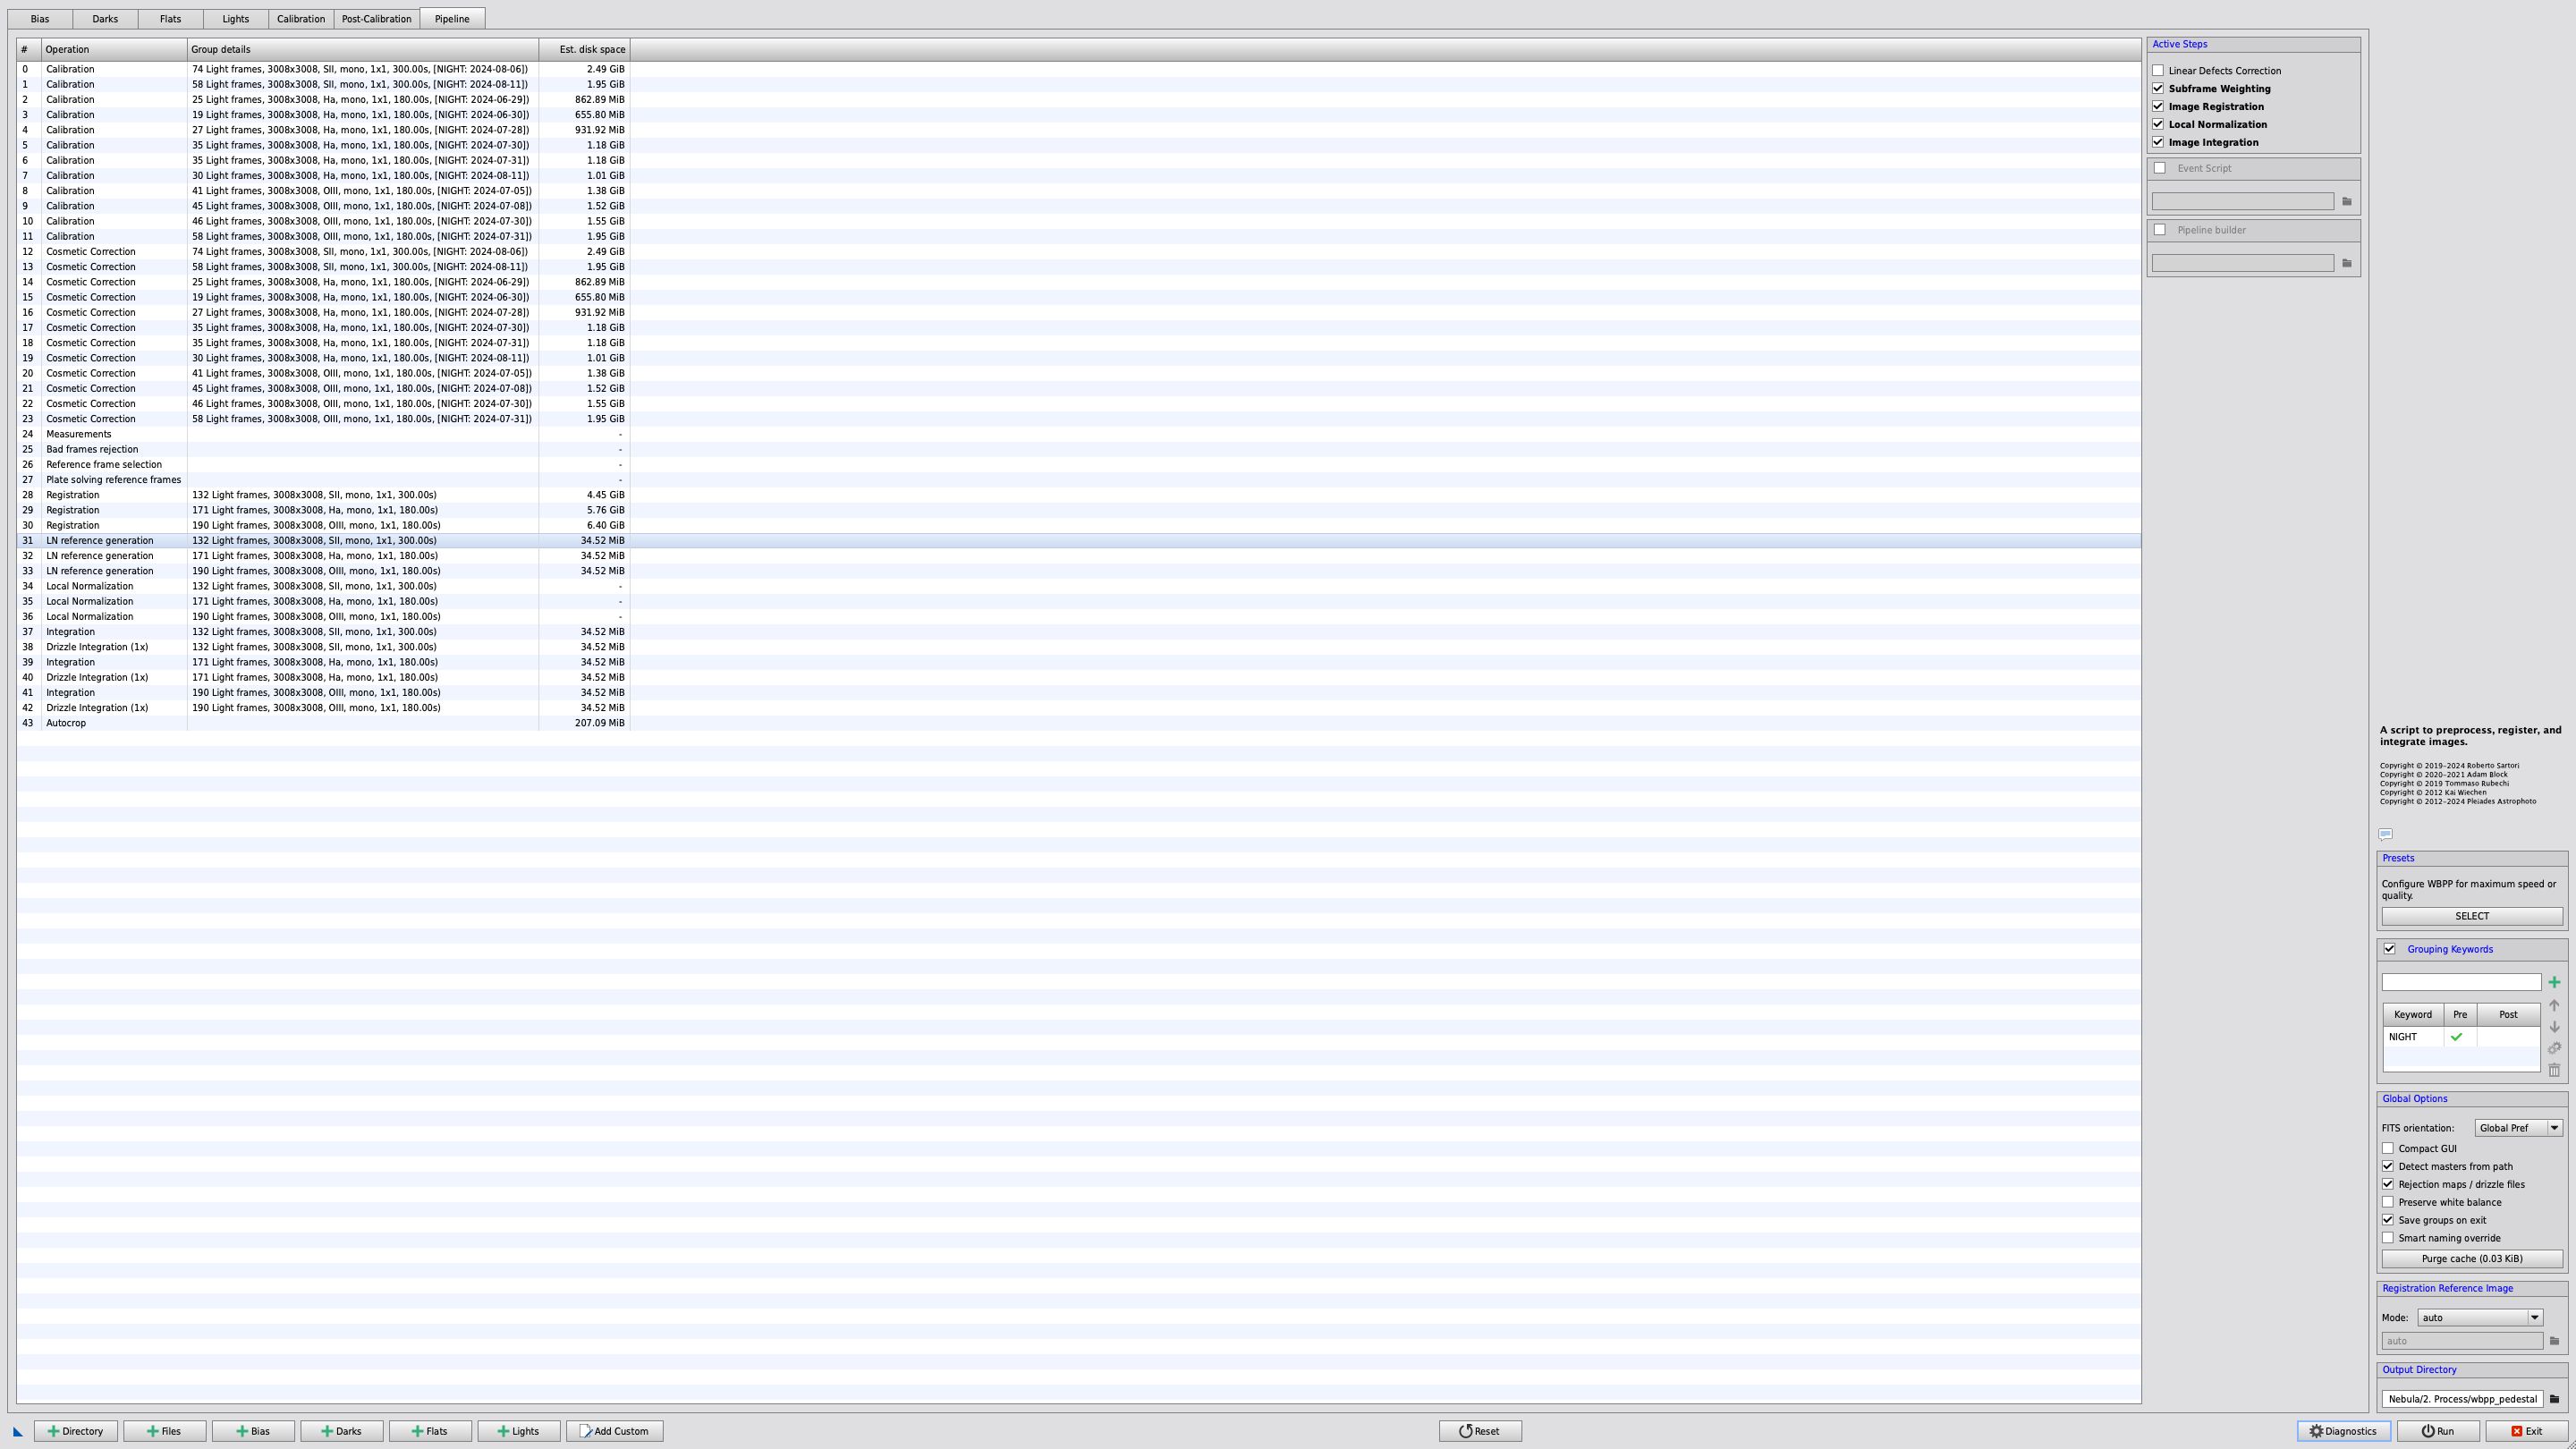 Bias Darks Flats Lights Calibration Post-Calibration Pipeline
# Operation Group details Est. disk space
0 Calibration 74 Light frames, 3008x3008, SII, mono, 1x1, 300.00s, [NIGHT: 2024-08-06]) 2.49 GiB
1 Calibration 58 Light frames, 3008x3008, SII, mono, 1x1, 300.00s, [NIGHT: 2024-08-11]) 1.95 GiB
2 Calibration 25 Light frames, 3008x3008, Ha, mono, 1x1, 180.00s, [NIGHT: 2024-06-29]) 862.89 MiB
3 Calibration 19 Light frames, 3008x3008, Ha, mono, 1x1, 180.00s, [NIGHT: 2024-06-30]) 655.80 MiB
4 Calibration 27 Light frames, 3008x3008, Ha, mono, 1x1, 180.00s, [NIGHT: 2024-07-28]) 931.92 MiB
5 Calibration 35 Light frames, 3008x3008, Ha, mono, 1x1, 180.00s, [NIGHT: 2024-07-30]) 1.18 GiB
6 Calibration 35 Light frames, 3008x3008, Ha, mono, 1x1, 180.00s, [NIGHT: 2024-07-31]) 1.18 GiB
7 Calibration 30 Light frames, 3008x3008, Ha, mono, 1x1, 180.00s, [NIGHT: 2024-08-11]) 1.01 GiB
8 Calibration 41 Light frames, 3008x3008, OIII, mono, 1x1, 180.00s, [NIGHT: 2024-07-05]) 1.38 GiB
9 Calibration 45 Light frames, 3008x3008, OIII, mono, 1x1, 180.00s, [NIGHT: 2024-07-08]) 1.52 GiB
10 Calibration 46 Light frames, 3008x3008, OIII, mono, 1x1, 180.00s, [NIGHT: 2024-07-30]) 1.55 GiB
11 Calibration 58 Light frames, 3008x3008, OIII, mono, 1x1, 180.00s, [NIGHT: 2024-07-31]) 1.95 GiB
12 Cosmetic Correction 74 Light frames, 3008x3008, SII, mono, 1x1, 300.00s, [NIGHT: 2024-08-06]) 2.49 GiB
13 Cosmetic Correction 58 Light frames, 3008x3008, SII, mono, 1x1, 300.00s, [NIGHT: 2024-08-11]) 1.95 GiB
14 Cosmetic Correction 25 Light frames, 3008x3008, Ha, mono, 1x1, 180.00s, [NIGHT: 2024-06-29]) 862.89 MiB
15 Cosmetic Correction 19 Light frames, 3008x3008, Ha, mono, 1x1, 180.00s, [NIGHT: 2024-06-30]) 655.80 MiB
16 Cosmetic Correction 27 Light frames, 3008x3008, Ha, mono, 1x1, 180.00s, [NIGHT: 2024-07-28]) 931.92 MiB
17 Cosmetic Correction 35 Light frames, 3008x3008, Ha, mono, 1x1, 180.00s, [NIGHT: 2024-07-30]) 1.18 GiB
18 Cosmetic Correction 35 Light frames, 3008x3008, Ha, mono, 1x1, 180.00s, [NIGHT: 2024-07-31]) 1.18 GiB
19 Cosmetic Correction 30 Light frames, 3008x3008, Ha, mono, 1x1, 180.00s, [NIGHT: 2024-08-11]) 1.01 GiB
20 Cosmetic Correction 41 Light frames, 3008x3008, OIII, mono, 1x1, 180.00s, [NIGHT: 2024-07-05]) 1.38 GiB
21 Cosmetic Correction 45 Light frames, 3008x3008, OIII, mono, 1x1, 180.00s, [NIGHT: 2024-07-08]) 1.52 GiB
22 Cosmetic Correction 46 Light frames, 3008x3008, OIII, mono, 1x1, 180.00s, [NIGHT: 2024-07-30]) 1.55 GiB
23 Cosmetic Correction 58 Light frames, 3008x3008, OIII, mono, 1x1, 180.00s, [NIGHT: 2024-07-31]) 1.95 GiB
24 Measurements -
25 Bad frames rejection -
26 Reference frame selection -
27 Plate solving reference frames -
28 Registration 132 Light frames, 3008x3008, SII, mono, 1x1, 300.00s) 4.45 GiB
29 Registration 171 Light frames, 3008x3008, Ha, mono, 1x1, 180.00s) 5.76 GiB
30 Registration 190 Light frames, 3008x3008, OIII, mono, 1x1, 180.00s) 6.40 GiB
31 LN reference generation 132 Light frames, 3008x3008, SII, mono, 1x1, 300.00s) 34.52 MiB
32 LN reference generation 171 Light frames, 3008x3008, Ha, mono, 1x1, 180.00s) 34.52 MiB
33 LN reference generation 190 Light frames, 3008x3008, OIII, mono, 1x1, 180.00s) 34.52 MiB
34 Local Normalization 132 Light frames, 3008x3008, SII, mono, 1x1, 300.00s) -
35 Local Normalization 171 Light frames, 3008x3008, Ha, mono, 1x1, 180.00s) -
36 Local Normalization 190 Light frames, 3008x3008, OIII, mono, 1x1, 180.00s) -
37 Integration 132 Light frames, 3008x3008, SII, mono, 1x1, 300.00s) 34.52 MiB
38 Drizzle Integration (1x) 132 Light frames, 3008x3008, SII, mono, 1x1, 300.00s) 34.52 MiB
39 Integration 171 Light frames, 3008x3008, Ha, mono, 1x1, 180.00s) 34.52 MiB
40 Drizzle Integration (1x) 171 Light frames, 3008x3008, Ha, mono, 1x1, 180.00s) 34.52 MiB
41 Integration 190 Light frames, 3008x3008, OIII, mono, 1x1, 180.00s) 34.52 MiB
42 Drizzle Integration (1x) 190 Light frames, 3008x3008, OIII, mono, 1x1, 180.00s) 34.52 MiB
43 Autocrop 207.09 MiB
Active Steps
Linear Defects Correction
Subframe Weighting
Image Registration
Local Normalization
Image Integration
Event Script
Pipeline builder
A script to preprocess, register, and
integrate images.
Copyright © 2019-2024 Roberto Sartori
Copyright © 2020-2021 Adam Block
Copyright © 2019 Tommaso Rubechi
Copyright © 2012 Kai Wiechen
Copyright © 2012-2024 Pleiades Astrophoto
Presets
Configure WBPP for maximum speed or
quality.
SELECT
Grouping Keywords
Keyword Pre Post
NIGHT
Global Options
FITS orientation: Global Pref
Compact GUI
Detect masters from path
Rejection maps / drizzle files
Preserve white balance
Save groups on exit
Smart naming override
Purge cache (0.03 KiB)
Registration Reference Image
Mode: auto
auto
Output Directory
Nebula/2. Process/wbpp_pedestal
Directory Files Bias Darks Flats Lights Add Custom Reset Diagnostics Run Exit